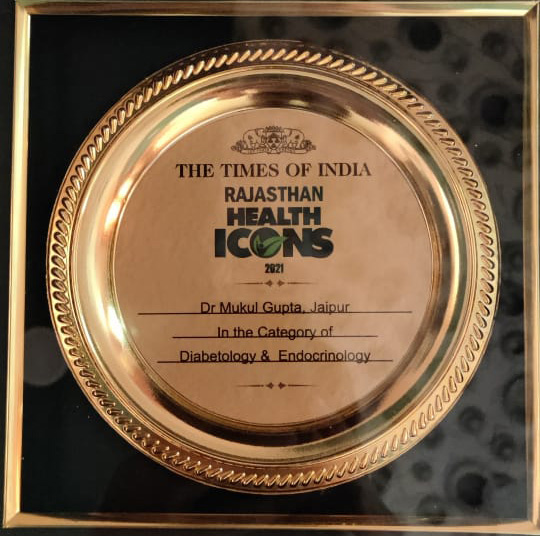 THE TIMES OF INDIA
RAJASTHAN
HEALTH
ICONS
2021
Dr Mukul Gupta, Jaipur
In the Category of
Diabetology & Endocrinology